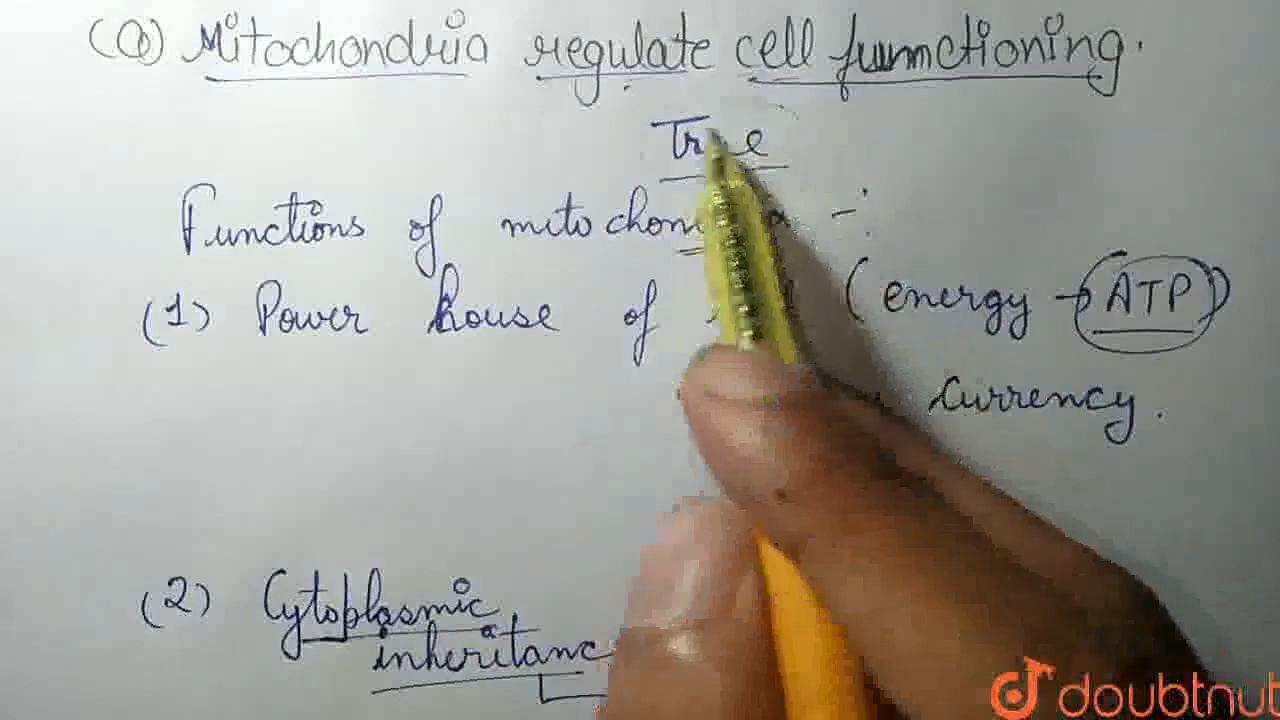 (Q) Mitochondria regulate cell functioning.
True
Functions of mitochon
(1) Power house of (energy → ATP)
currency.
(2) Cytoplasmic
inheritanc
doubtnut